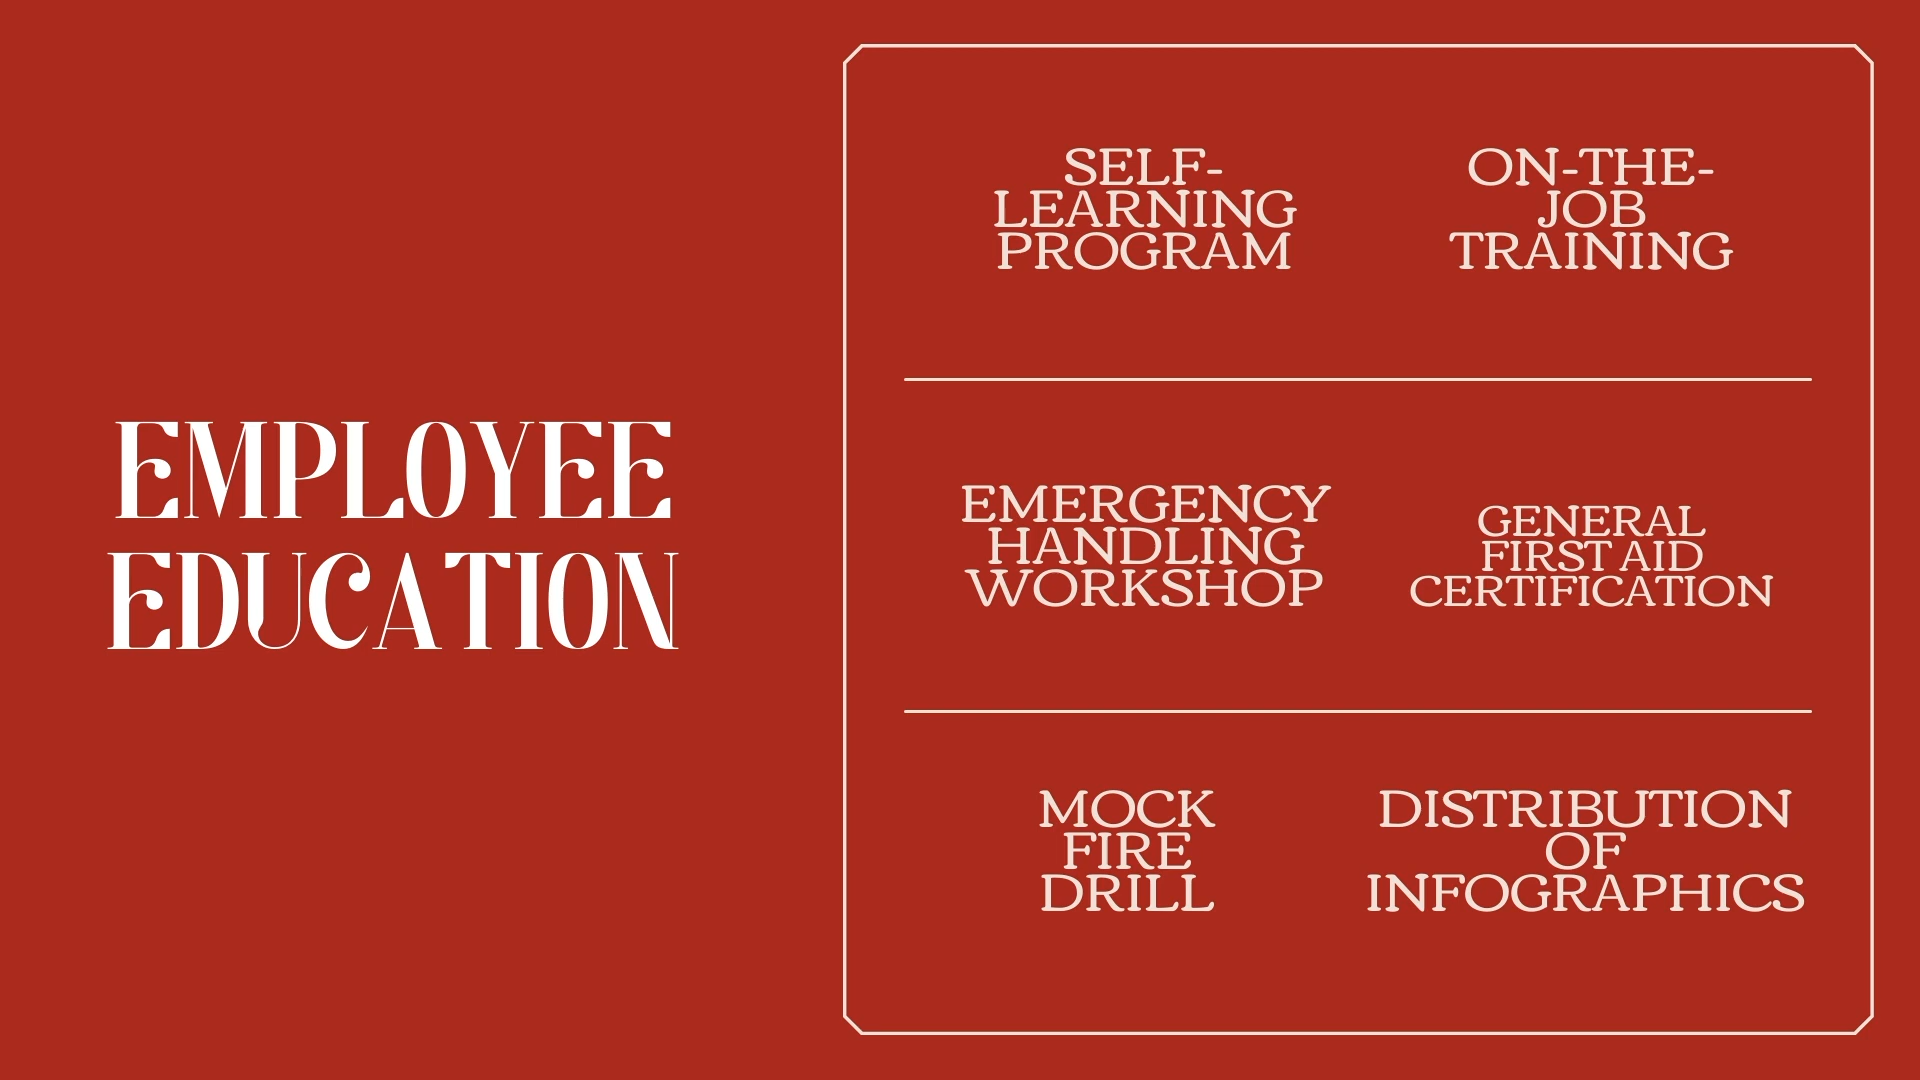 EMPLOYEE
EDUCATION
SELF-
LEARNING
PROGRAM
ON-THE-
JOB
TRAINING
EMERGENCY
HANDLING
WORKSHOP
GENERAL
FIRST AID
CERTIFICATION
MOCK
FIRE
DRILL
DISTRIBUTION
OF
INFOGRAPHICS